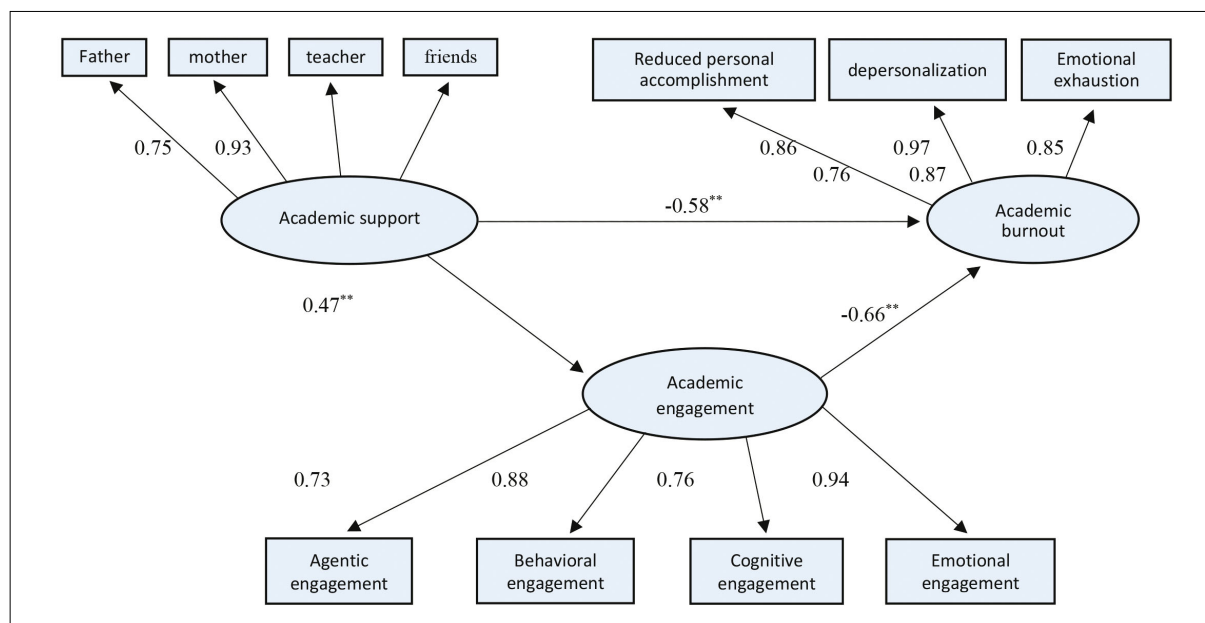 Father
mother
teacher
friends
Reduced personal
accomplishment
depersonalization
Emotional
exhaustion
0.75
0.93
0.86
0.97
0.85
0.76
0.87
Academic support
-0.58**
Academic
burnout
0.47**
-0.66**
Academic
engagement
0.73
0.88
0.76
0.94
Agentic
engagement
Behavioral
engagement
Cognitive
engagement
Emotional
engagement